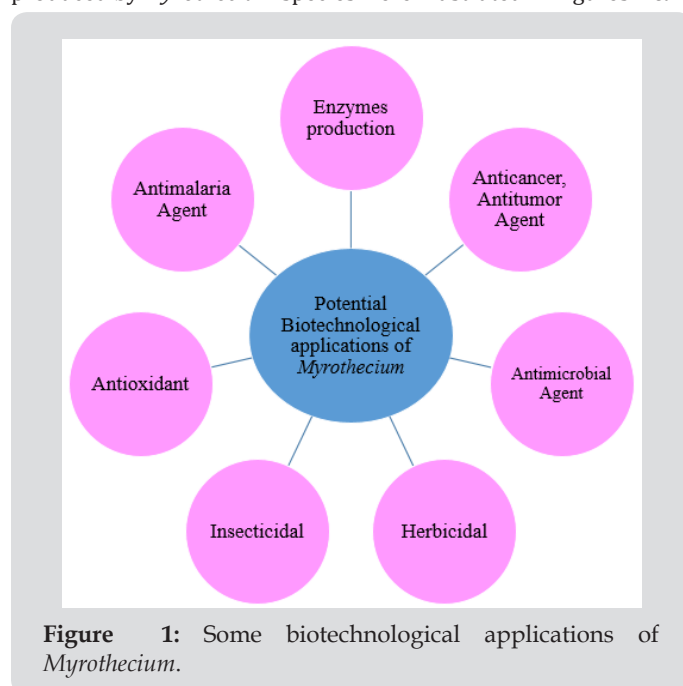 Enzymes
production
Anticancer,
Antitumor
Agent
Antimicrobial
Agent
Herbicidal
Insecticidal
Antioxidant
Antimalaria
Agent
Potential
Biotechnological
applications of
Myrothecium
Figure 1: Some biotechnological applications of
Myrothecium.